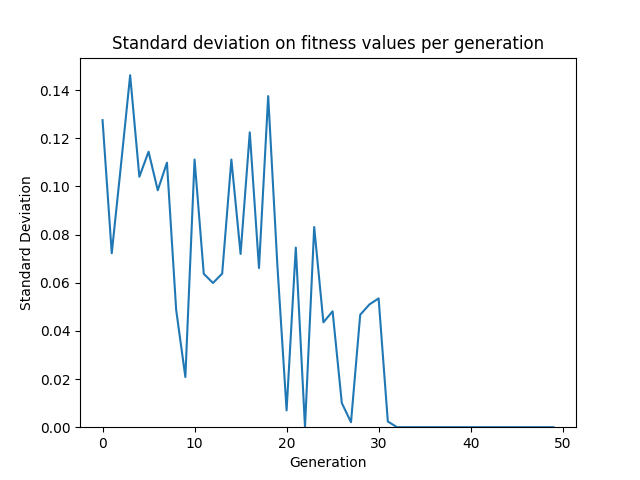 Standard deviation on fitness values per generation
0.14
0.12
0.10
0.08
0.06
0.04
0.02
0.00
Standard Deviation
0 10 20 30 40 50
Generation